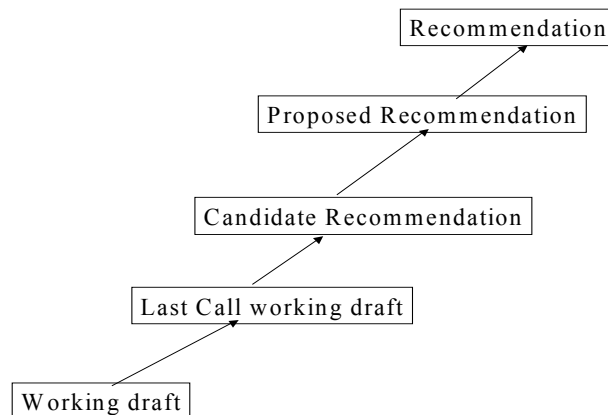 Recommendation
Proposed Recommendation
Candidate Recommendation
Last Call working draft
Working draft